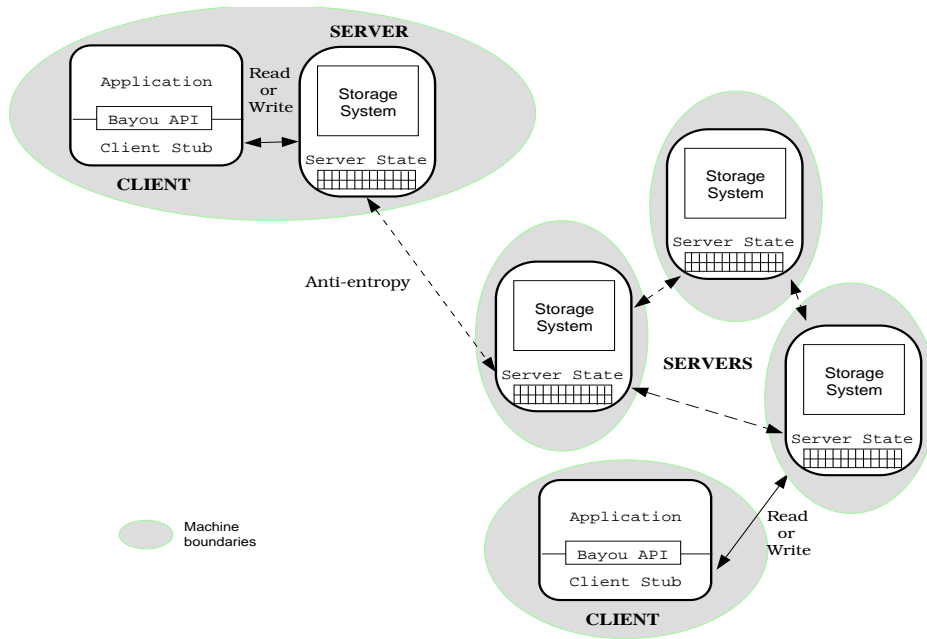 SERVER
Application
Bayou API
Client Stub
CLIENT
Read
or
Write
Storage
System
Server State
Anti-entropy
Storage
System
Server State
Storage
System
Server State
SERVERS
Storage
System
Server State
Machine
boundaries
Application
Bayou API
Client Stub
CLIENT
Read
or
Write